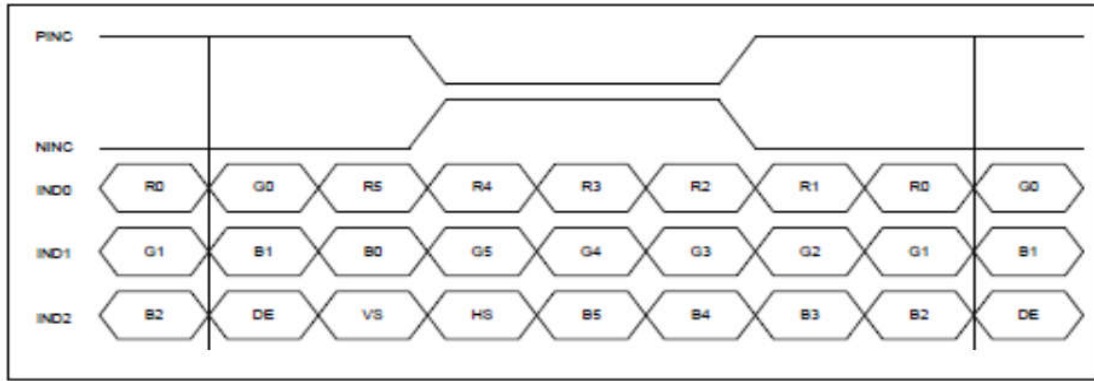 PINC
NINC
IND0 R0 G0 R5 R4 R3 R2 R1 R0 G0
IND1 G1 B1 B0 G5 G4 G3 G2 G1 B1
IND2 B2 DE VS HS B5 B4 B3 B2 DE